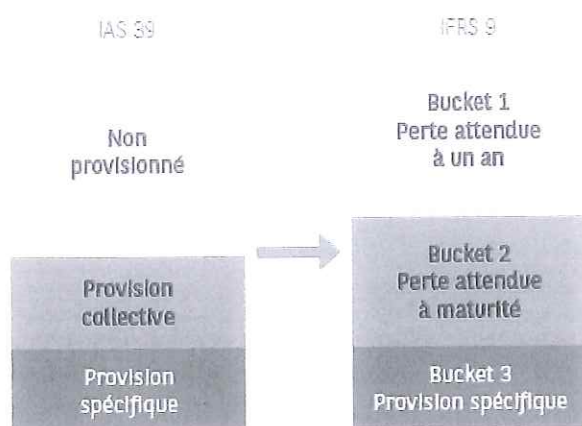 IAS 39
IFRS 9
Non
provisionné
Bucket 1
Perte attendue
à un an
Provision
collective
Bucket 2
Perte attendue
à maturité
Provision
spécifique
Bucket 3
Provision spécifique